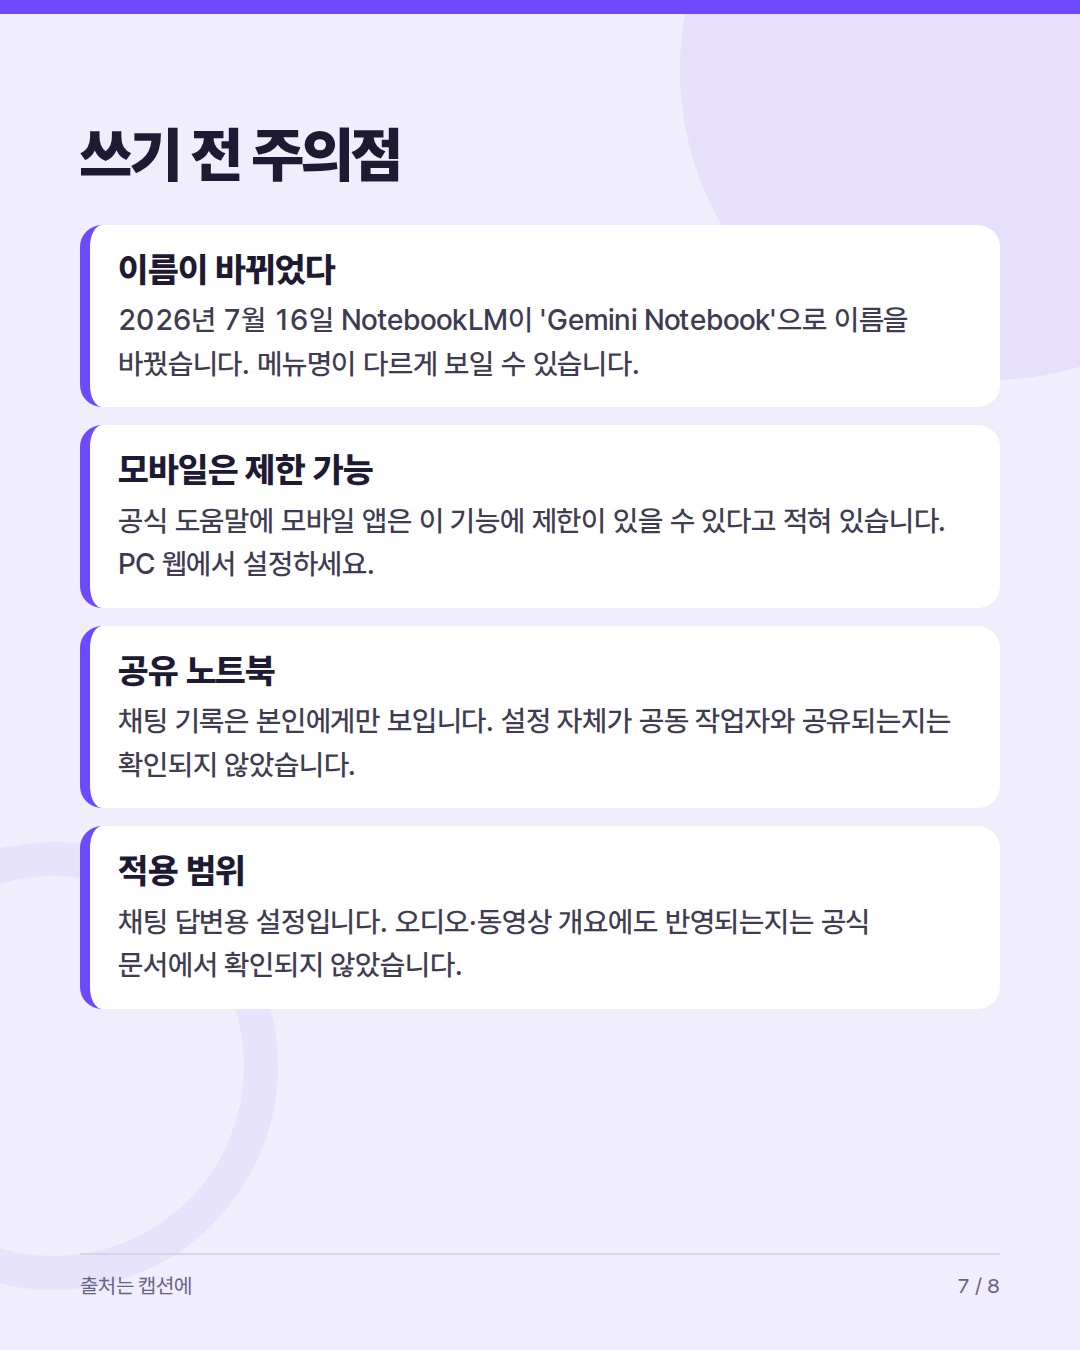 쓰기 전 주의점
이름이 바뀌었다
2026년 7월 16일 NotebookLM이 'Gemini Notebook'으로 이름을
바꿨습니다. 메뉴명이 다르게 보일 수 있습니다.
모바일은 제한 가능
공식 도움말에 모바일 앱은 이 기능에 제한이 있을 수 있다고 적혀 있습니다.
PC 웹에서 설정하세요.
공유 노트북
채팅 기록은 본인에게만 보입니다. 설정 자체가 공동 작업자와 공유되는지는
확인되지 않았습니다.
적용 범위
채팅 답변용 설정입니다. 오디오·동영상 개요에도 반영되는지는 공식
문서에서 확인되지 않았습니다.
출처는 캡션에
7 / 8